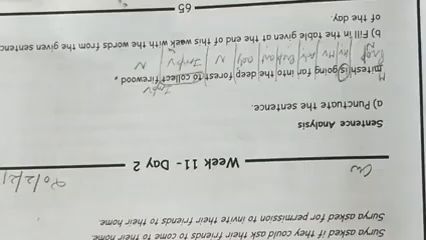 Surya asked if they could ask their friends to come to their home.
Surya asked for permission to invite their friends to their home.
CW
Week 11 - Day 2
Sentence Analysis
a) Punctuate the sentence.
M
mitesh is going far into the deep forest to collect firewood.
N
b) Fill in the table given at the end of this week with the words from the given sentenc
of the day.
65